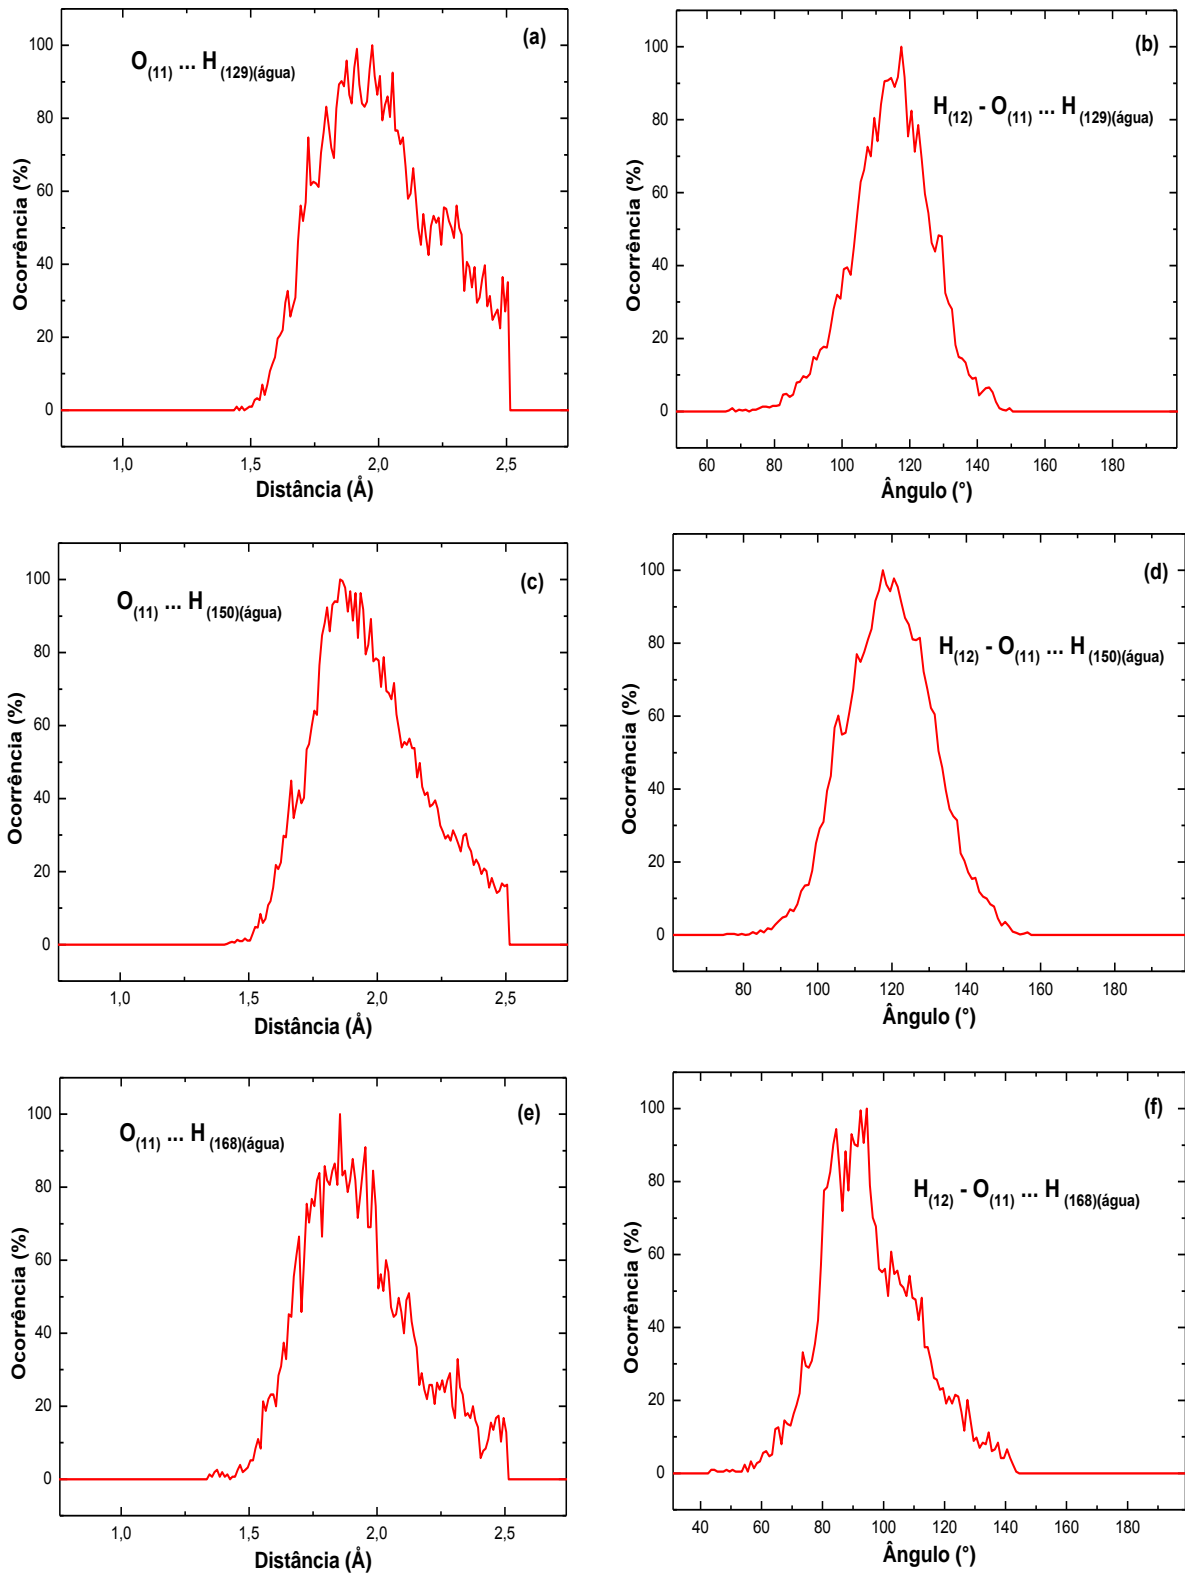 (a)
O(11) ... H (129)(água)
Ocorrência (%)
100
80
60
40
20
0
1,0 1,5 2,0 2,5
Distância (Å)
(b)
H(12) - O(11) ... H (129)(água)
Ocorrência (%)
100
80
60
40
20
0
60 80 100 120 140 160 180
Ângulo (°)
(c)
O(11) ... H (150)(água)
Ocorrência (%)
100
80
60
40
20
0
1,0 1,5 2,0 2,5
Distância (Å)
(d)
H(12) - O(11) ... H (150)(água)
Ocorrência (%)
100
80
60
40
20
0
80 100 120 140 160 180
Ângulo (°)
(e)
O(11) ... H (168)(água)
Ocorrência (%)
100
80
60
40
20
0
1,0 1,5 2,0 2,5
Distância (Å)
(f)
H(12) - O(11) ... H (168)(água)
Ocorrência (%)
100
80
60
40
20
0
40 60 80 100 120 140 160 180
Ângulo (°)